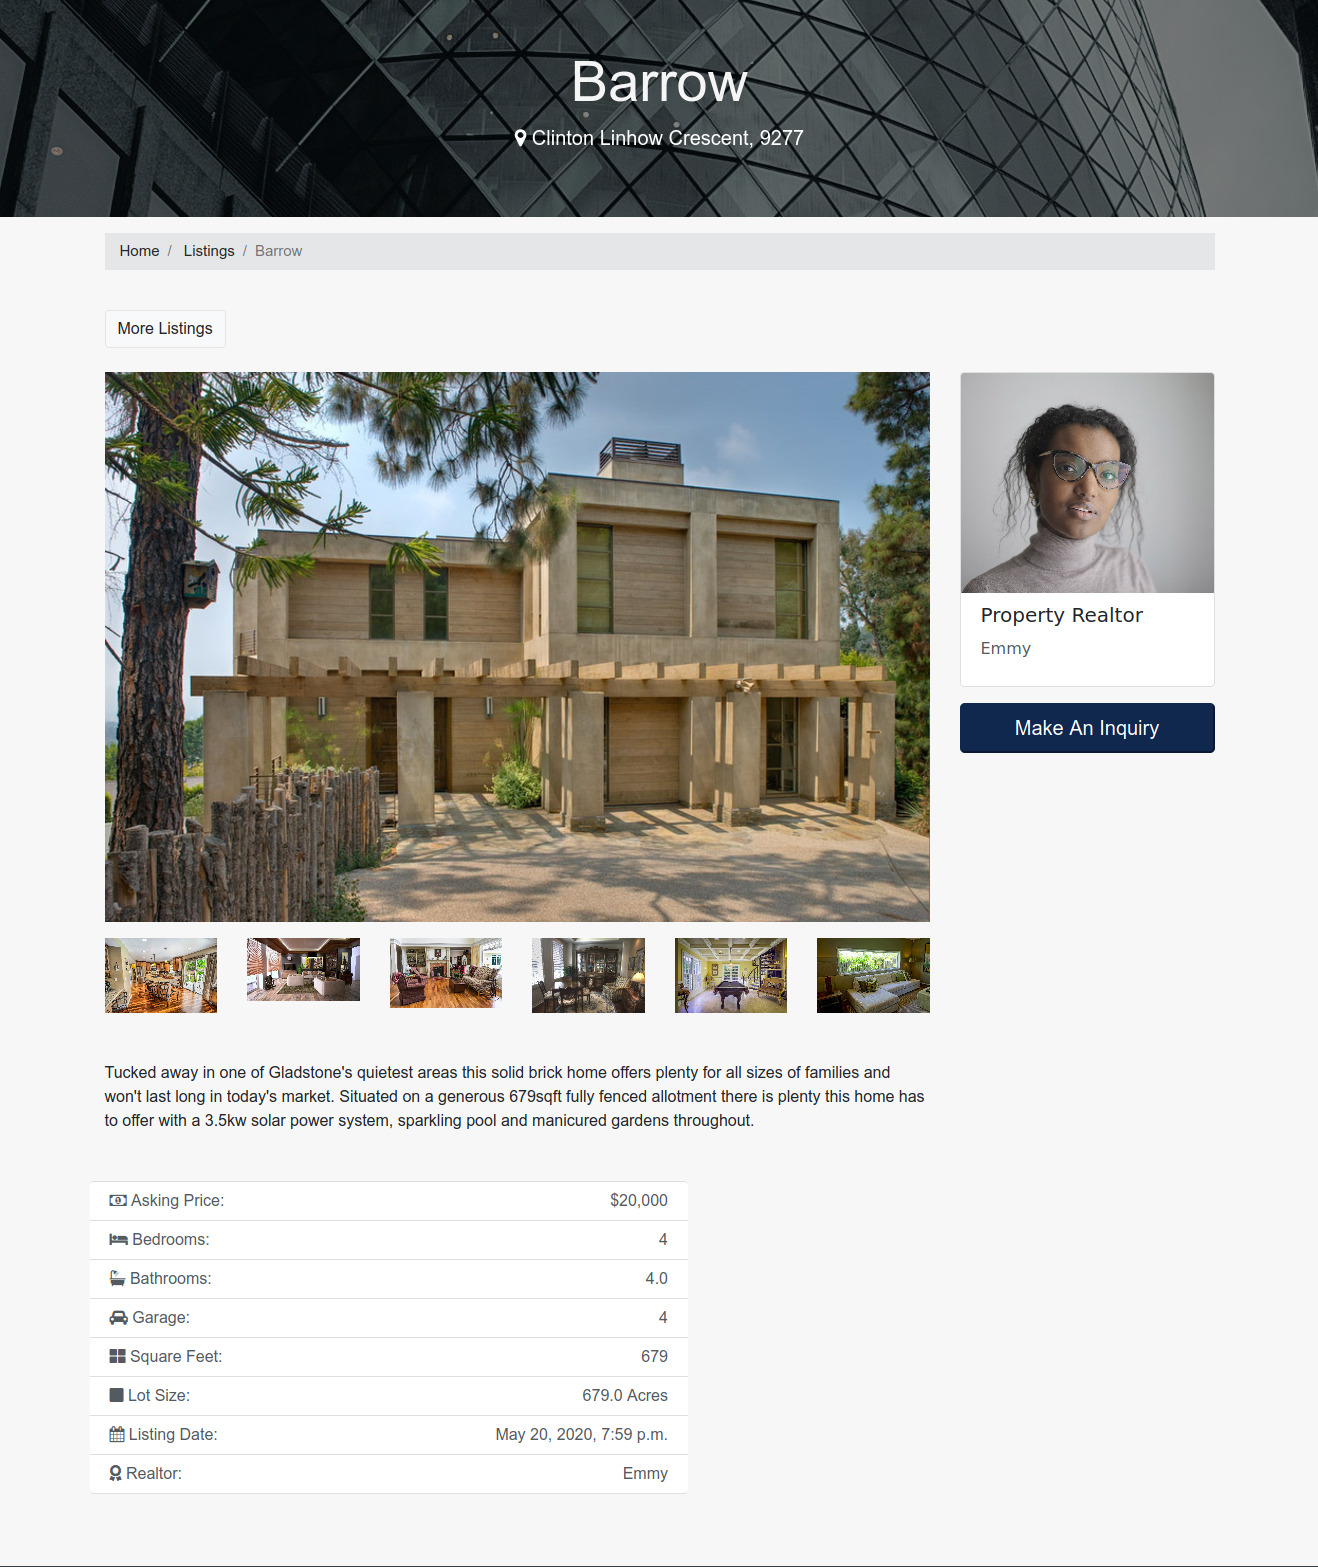 Barrow
Clinton Linhow Crescent, 9277
Home / Listings / Barrow
More Listings
Property Realtor
Emmy
Make An Inquiry
Tucked away in one of Gladstone's quietest areas this solid brick home offers plenty for all sizes of families and
won't last long in today's market. Situated on a generous 679sqft fully fenced allotment there is plenty this home has
to offer with a 3.5kw solar power system, sparkling pool and manicured gardens throughout.
Asking Price: $20,000
Bedrooms: 4
Bathrooms: 4.0
Garage: 4
Square Feet: 679
Lot Size: 679.0 Acres
Listing Date: May 20, 2020, 7:59 p.m.
Realtor: Emmy